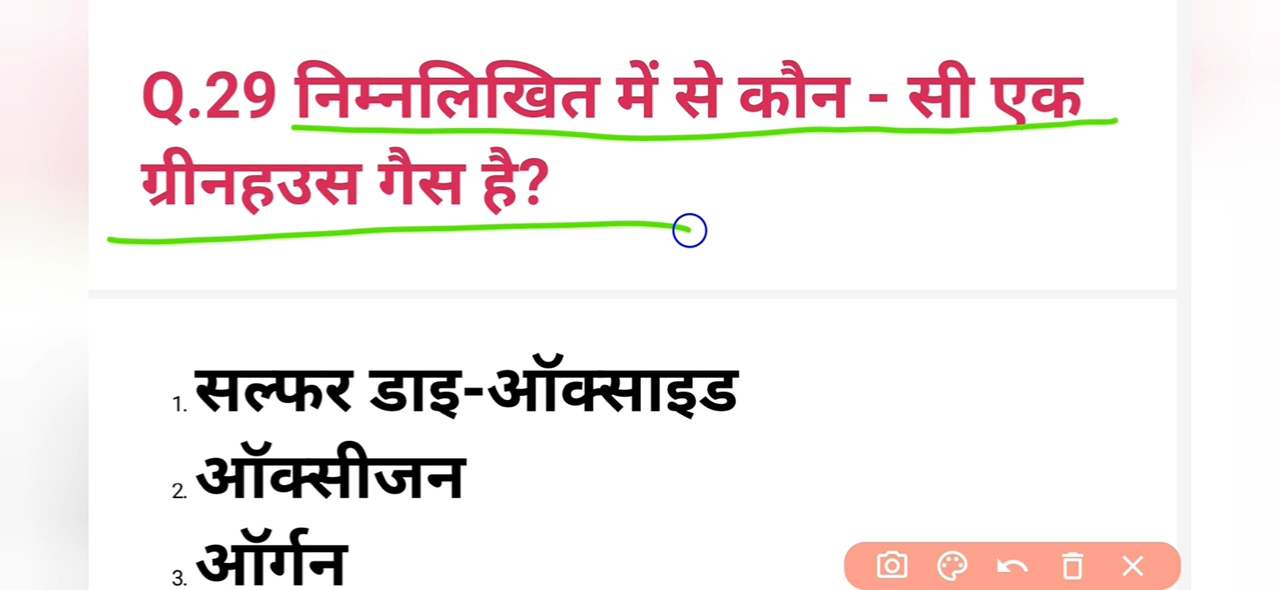 Q.29 निम्नलिखित में से कौन - सी एक
ग्रीनहउस गैस है?
1. सल्फर डाइ-ऑक्साइड
2. ऑक्सीजन
3. ऑर्गन